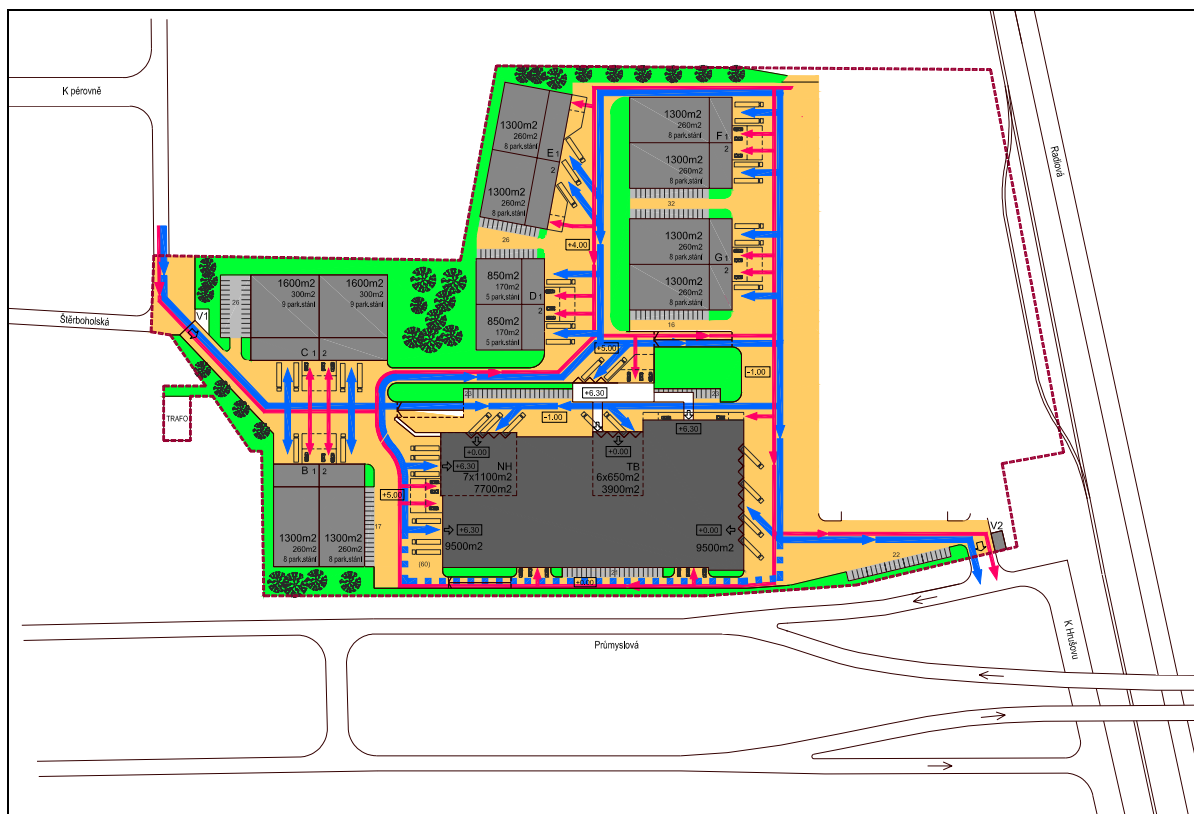 K pérovně
Radiová
Štěrboholská
V1
TRAFO
1300m2
260m2
8 park.stání
E 1
2
1300m2
260m2
8 park.stání
26
1300m2
260m2
8 park.stání
F 1
2
1300m2
260m2
8 park.stání
32
1300m2
260m2
8 park.stání
G 1
2
1300m2
260m2
8 park.stání
16
+4.00
850m2
170m2
5 park.stání
D 1
2
850m2
170m2
5 park.stání
26
1600m2
300m2
9 park.stání
1600m2
300m2
9 park.stání
C 1 2
+5.00
-1.00
23
+6.30
-1.00
+6.30
+0.00
+0.00
+6.30
NH
7x1100m2
7700m2
TB
6x650m2
3900m2
+5.00
+6.30
+0.00
9500m2
9500m2
B 1 2
1300m2
260m2
8 park.stání
1300m2
260m2
8 park.stání
17
(60)
+0.00
22
V2
Průmyslová
K Hrušovu